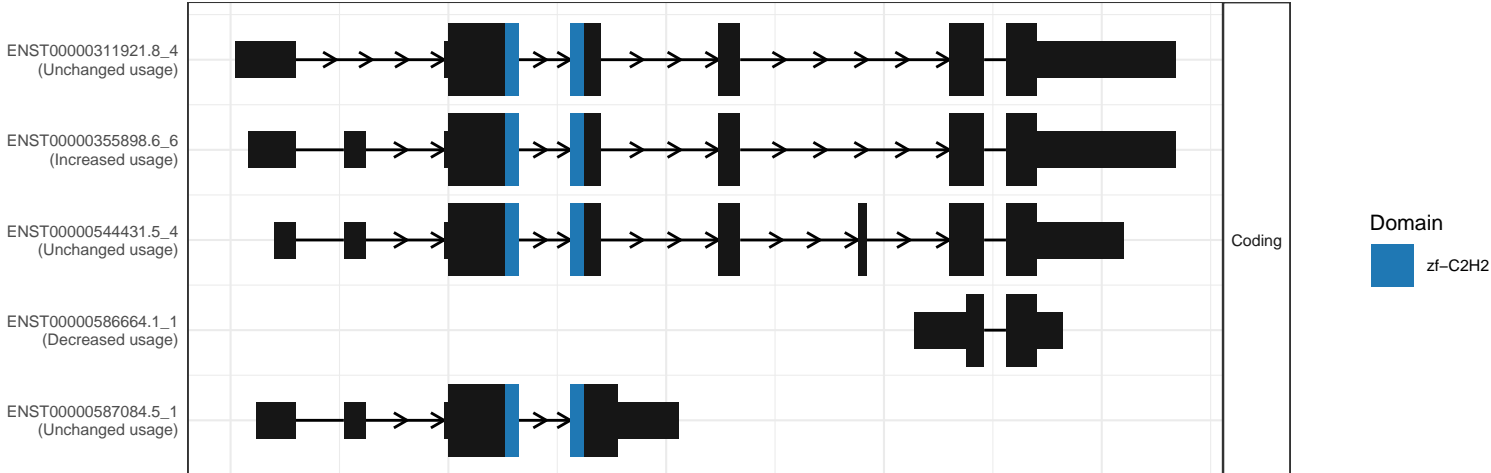 ENST00000311921.8_4
(Unchanged usage)
ENST00000355898.6_6
(Increased usage)
ENST00000544431.5_4
(Unchanged usage)
ENST00000586664.1_1
(Decreased usage)
ENST00000587084.5_1
(Unchanged usage)
Coding
Domain
zf−C2H2